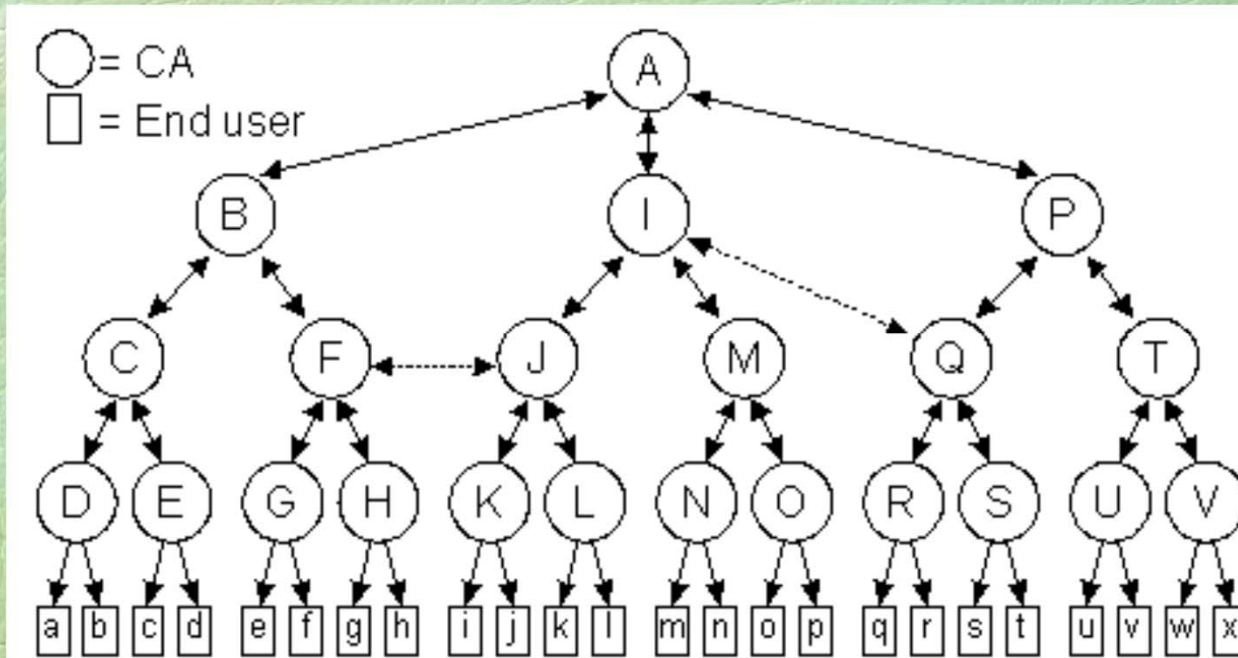 = CA
= End user
A
B I P
C F J M Q T
D E G H K L N O R S U V
a b c d e f g h i j k l m n o p q r s t u v w x